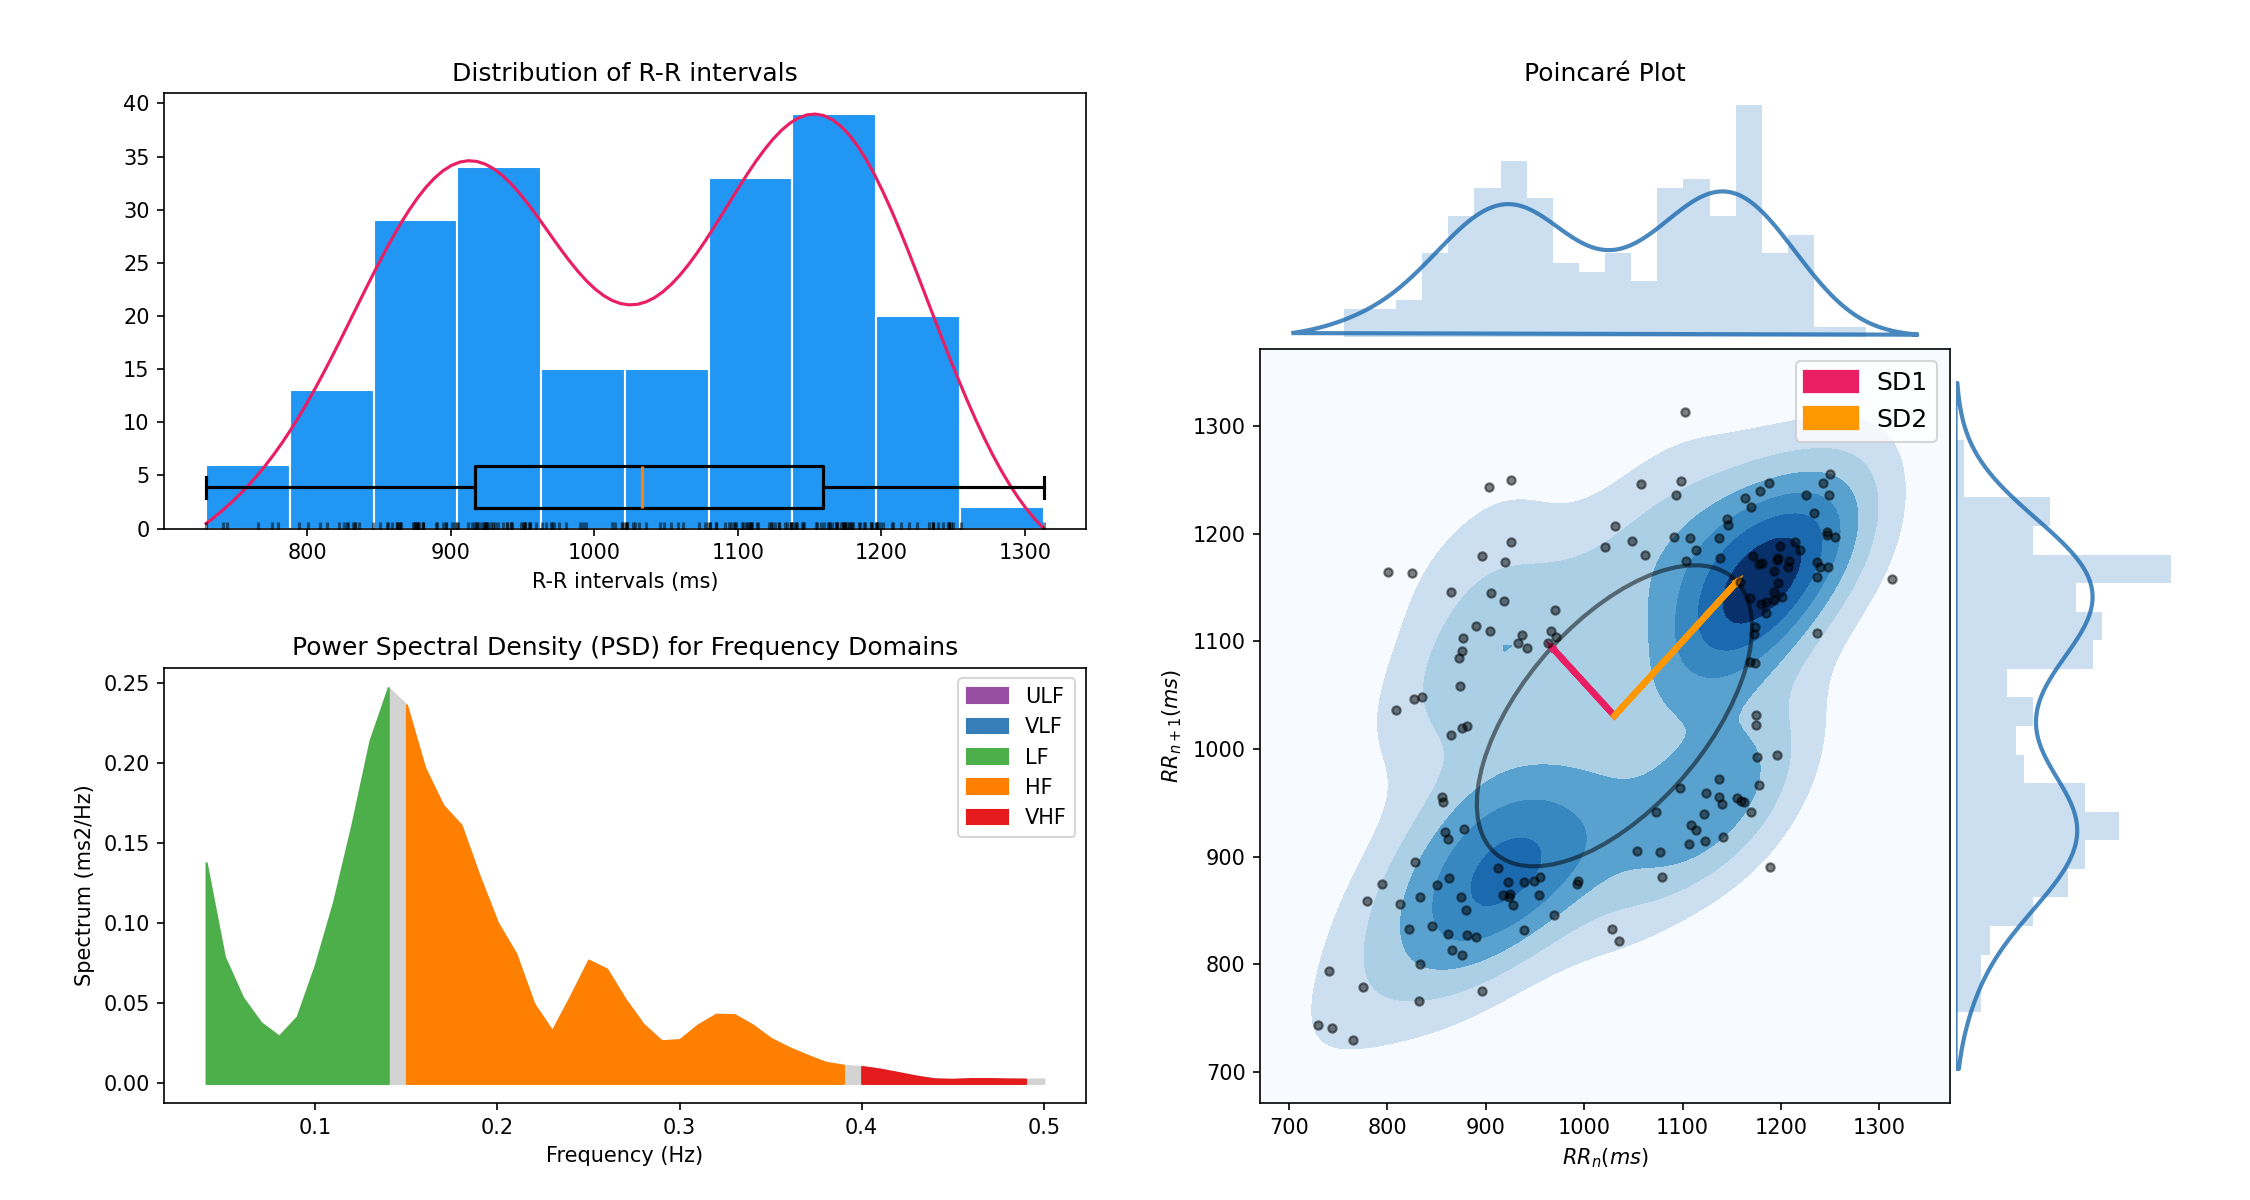 Distribution of R-R intervals
40
35
30
25
20
15
10
5
0
800 900 1000 1100 1200 1300
R-R intervals (ms)
Power Spectral Density (PSD) for Frequency Domains
0.25
0.20
0.15
0.10
0.05
0.00
Spectrum (ms2/Hz)
ULF
VLF
LF
HF
VHF
0.1 0.2 0.3 0.4 0.5
Frequency (Hz)
Poincaré Plot
SD1
SD2
1300
1200
1100
1000
900
800
700
RRn+1(ms)
700 800 900 1000 1100 1200 1300
RRn(ms)